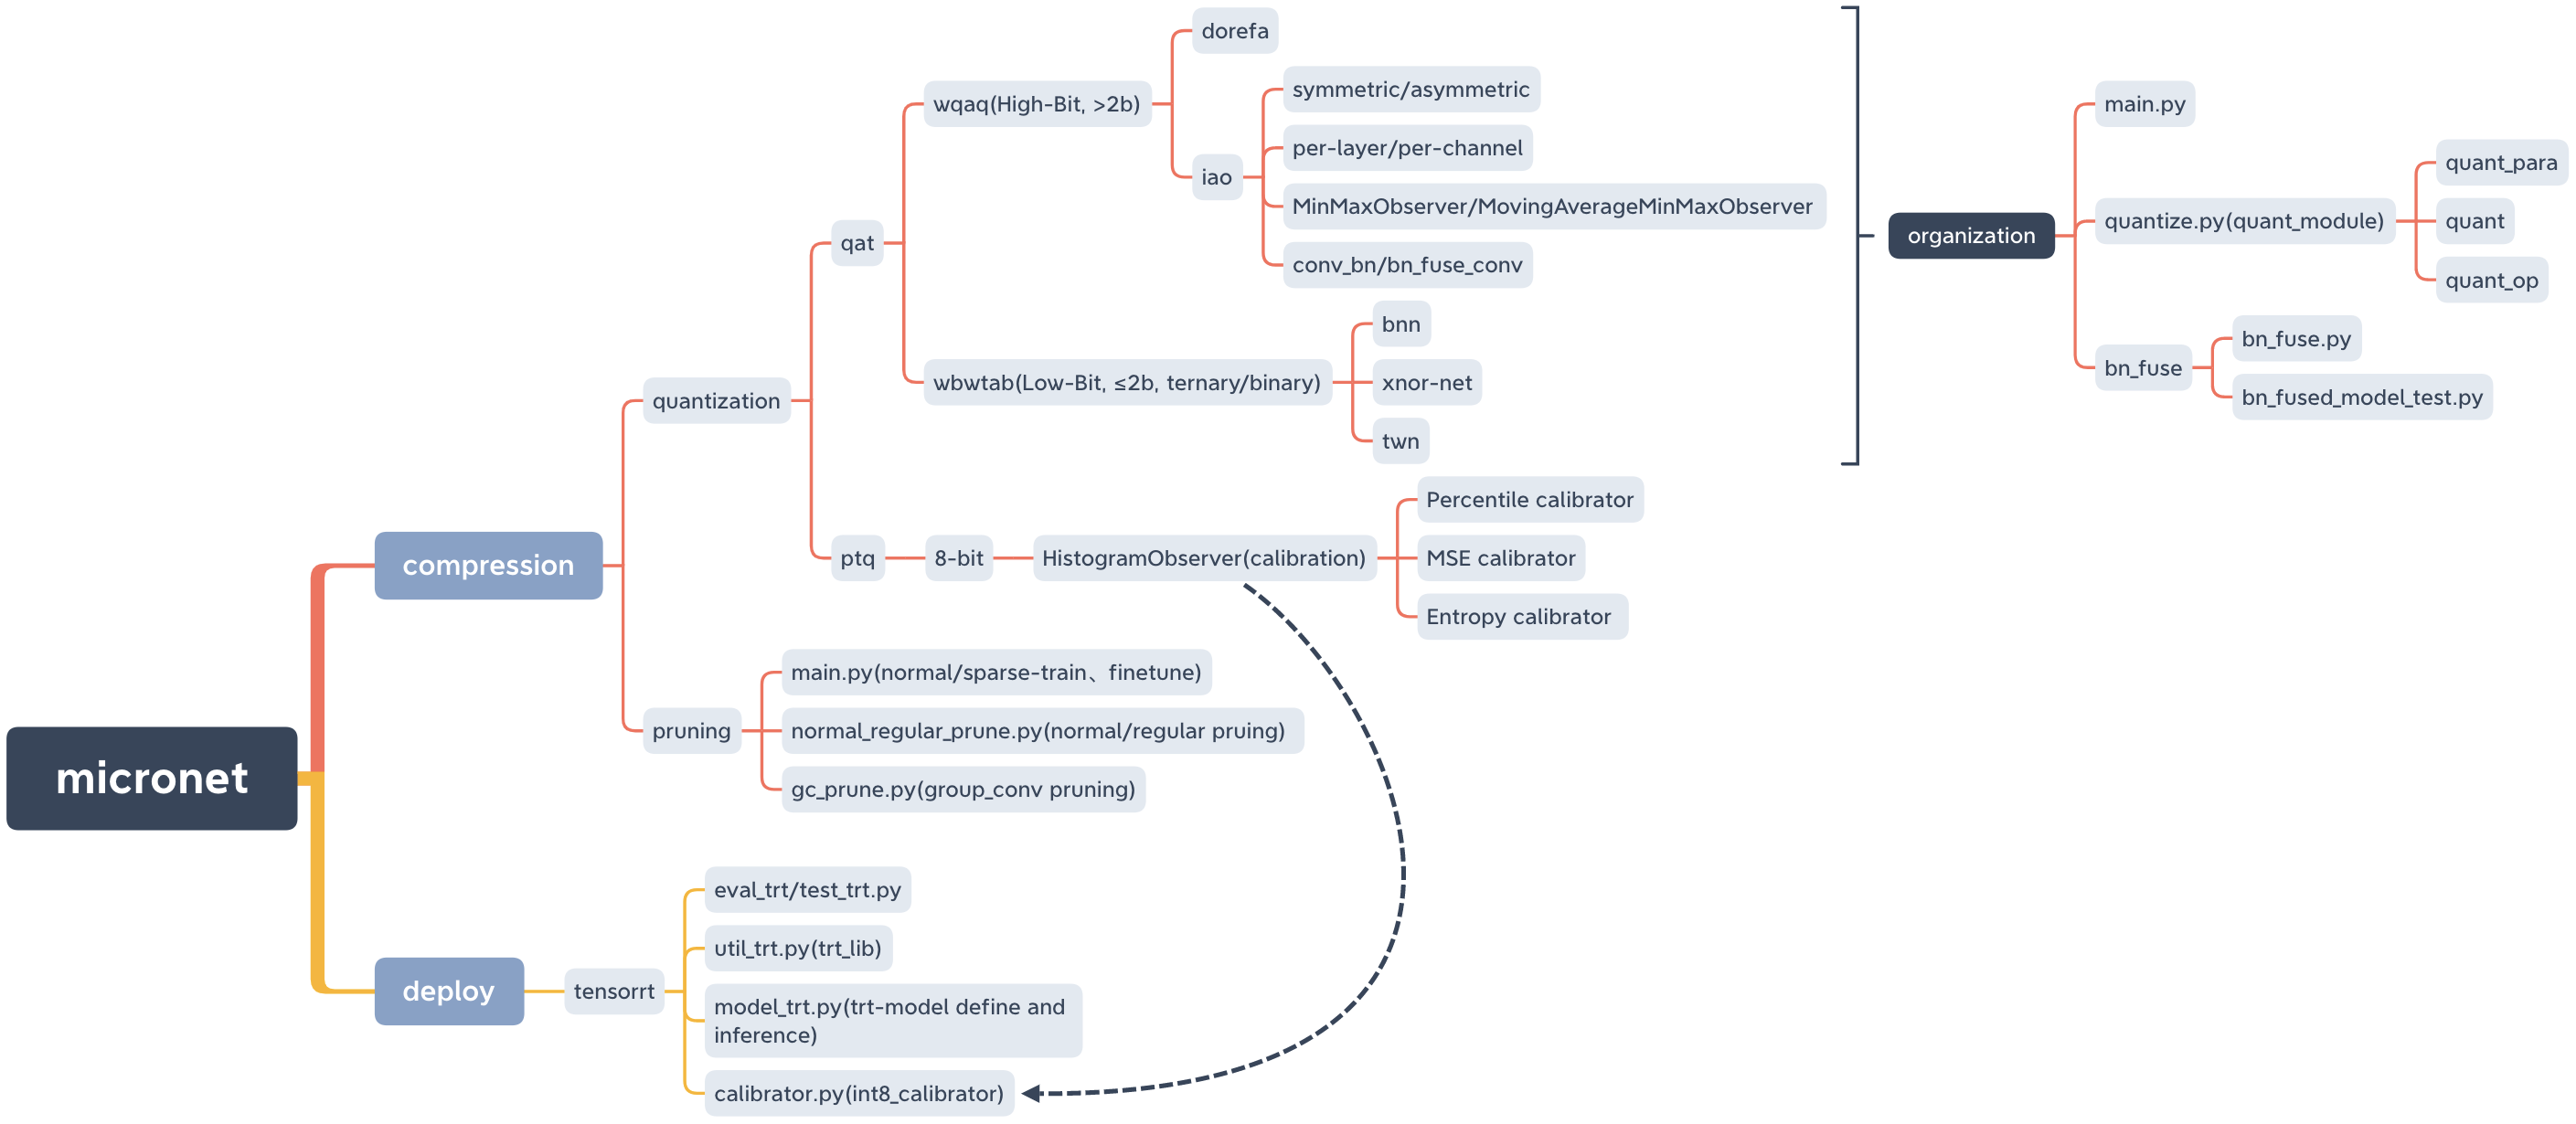 micronet
compression
quantization
qat
wqaq(High-Bit, >2b)
dorefa
iao
symmetric/asymmetric
per-layer/per-channel
MinMaxObserver/MovingAverageMinMaxObserver
conv_bn/bn_fuse_conv
wbwtab(Low-Bit, ≤2b, ternary/binary)
bnn
xnor-net
twn
organization
main.py
quantize.py(quant_module)
quant_para
quant
quant_op
bn_fuse
bn_fuse.py
bn_fused_model_test.py
ptq
8-bit
HistogramObserver(calibration)
Percentile calibrator
MSE calibrator
Entropy calibrator
pruning
main.py(normal/sparse-train、finetune)
normal_regular_prune.py(normal/regular pruing)
gc_prune.py(group_conv pruning)
deploy
tensorrt
eval_trt/test_trt.py
util_trt.py(trt_lib)
model_trt.py(trt-model define and
inference)
calibrator.py(int8_calibrator)